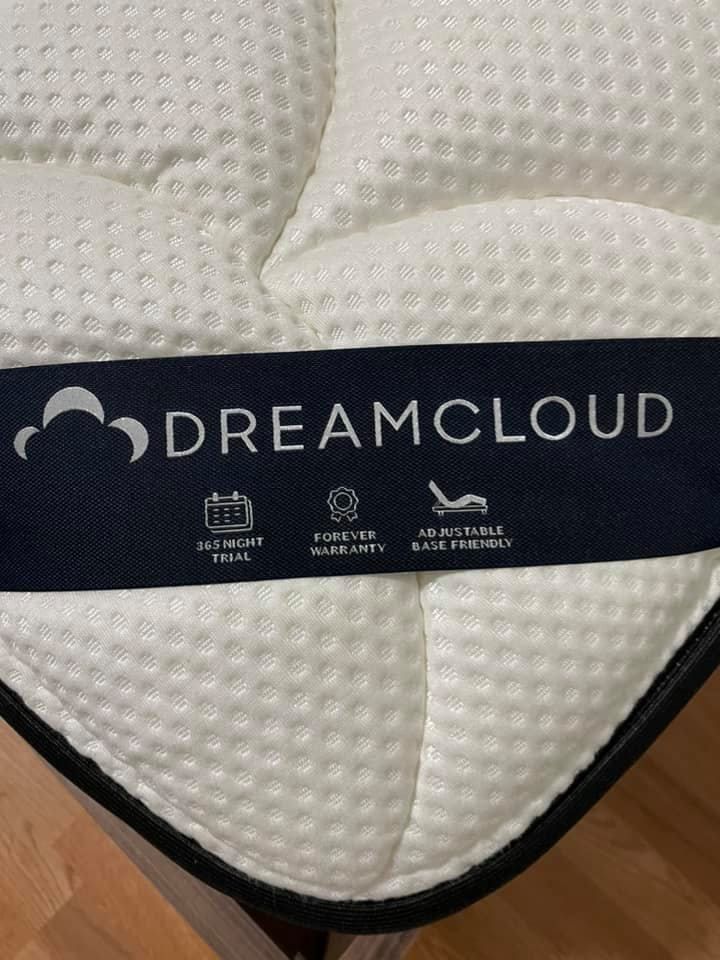 DREAMCLOUD
365 NIGHT
TRIAL
FOREVER
WARRANTY
ADJUSTABLE
BASE FRIENDLY